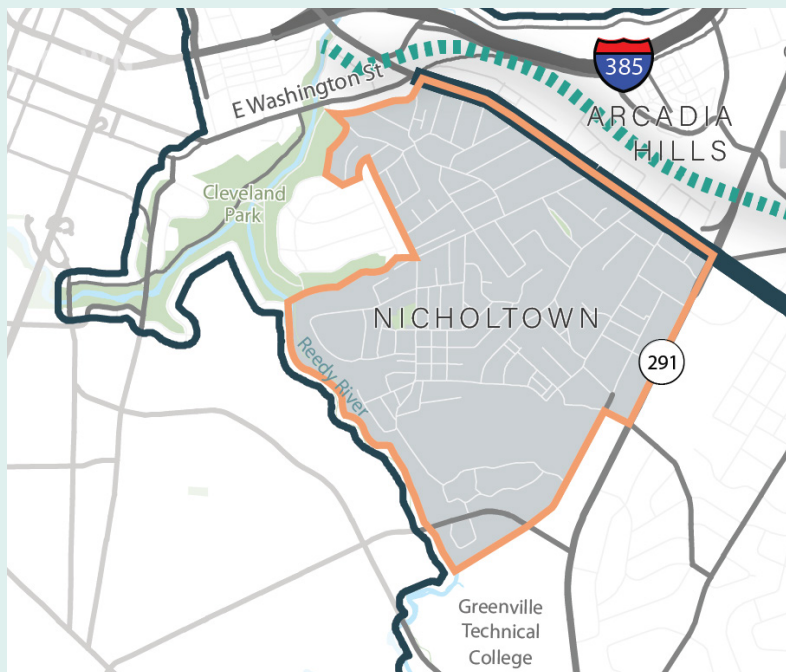 E Washington St
385
ARCADIA
HILLS
Cleveland
Park
NICHOLTOWN
291
Reedy River
Greenville
Technical
College